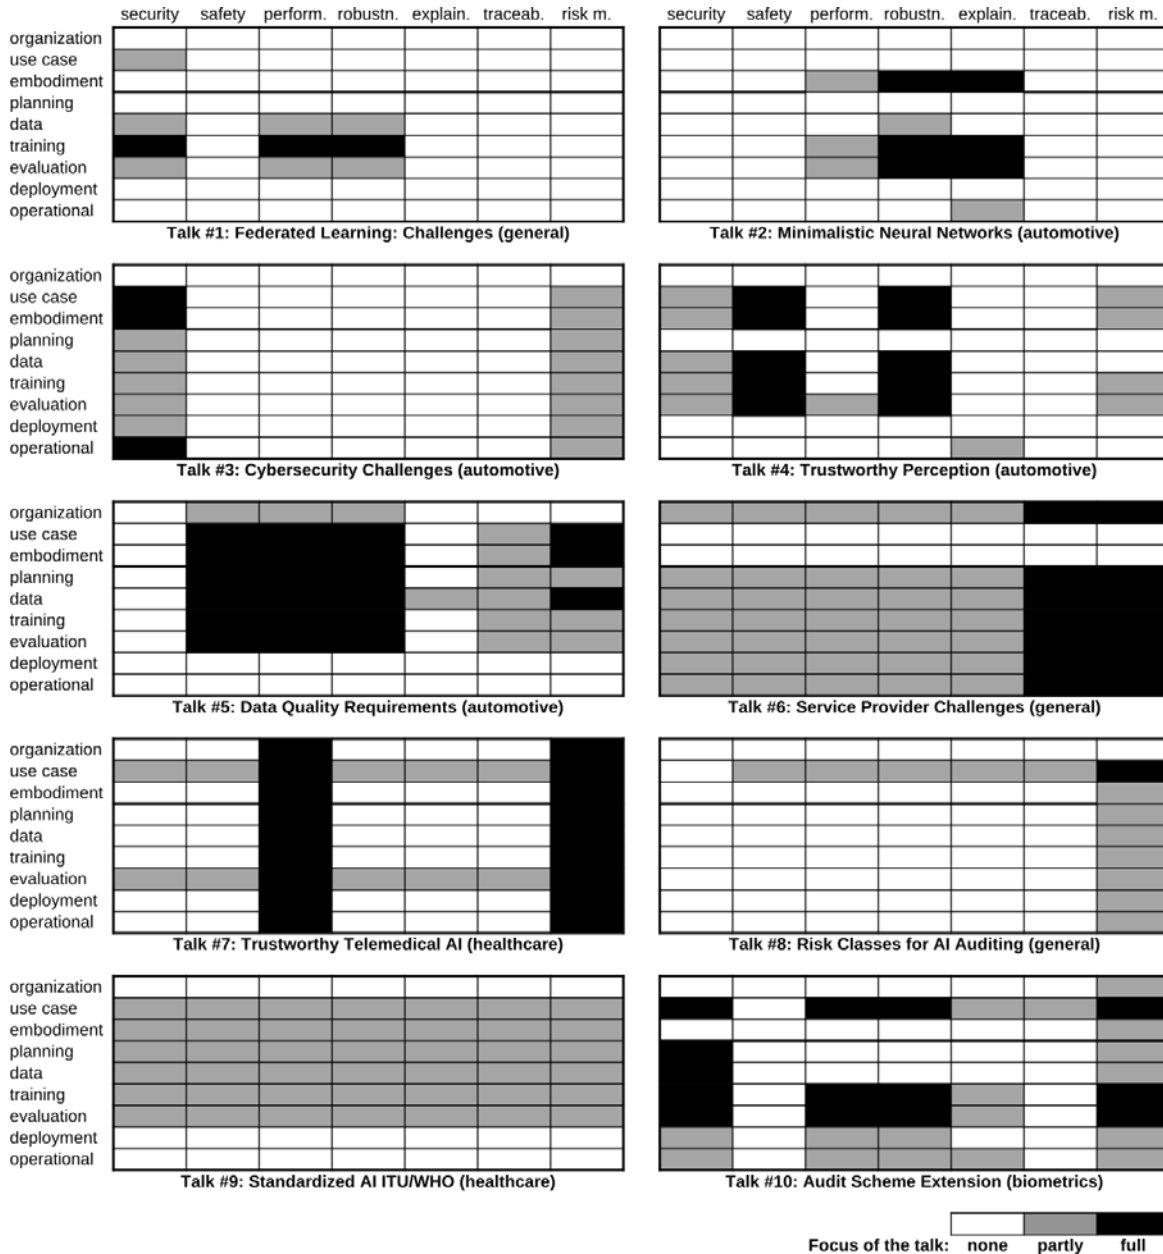 security safety perform. robustn. explain. traceab. risk m. security safety perform. robustn. explain. traceab. risk m.
organization
use case
embodiment
planning
data
training
evaluation
deployment
operational
Talk #1: Federated Learning: Challenges (general) Talk #2: Minimalistic Neural Networks (automotive)
organization
use case
embodiment
planning
data
training
evaluation
deployment
operational
Talk #3: Cybersecurity Challenges (automotive) Talk #4: Trustworthy Perception (automotive)
organization
use case
embodiment
planning
data
training
evaluation
deployment
operational
Talk #5: Data Quality Requirements (automotive) Talk #6: Service Provider Challenges (general)
organization
use case
embodiment
planning
data
training
evaluation
deployment
operational
Talk #7: Trustworthy Telemedical AI (healthcare) Talk #8: Risk Classes for AI Auditing (general)
organization
use case
embodiment
planning
data
training
evaluation
deployment
operational
Talk #9: Standardized AI ITU/WHO (healthcare) Talk #10: Audit Scheme Extension (biometrics)
Focus of the talk: none partly full